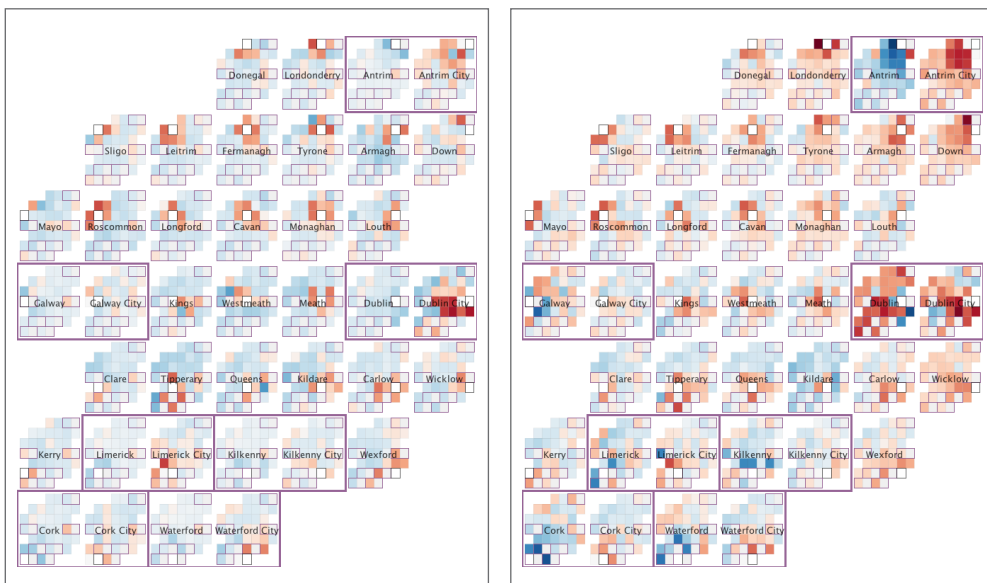 Donegal Londonderry Antrim Antrim City
Sligo Leitrim Fermanagh Tyrone Armagh Down
Mayo Roscommon Longford Cavan Monaghan Louth
Galway Galway City Kings Westmeath Meath Dublin Dublin City
Clare Tipperary Queens Kildare Carlow Wicklow
Kerry Limerick Limerick City Kilkenny Kilkenny City Wexford
Cork Cork City Waterford Waterford City
Donegal Londonderry Antrim Antrim City
Sligo Leitrim Fermanagh Tyrone Armagh Down
Mayo Roscommon Longford Cavan Monaghan Louth
Galway Galway City Kings Westmeath Meath Dublin Dublin City
Clare Tipperary Queens Kildare Carlow Wicklow
Kerry Limerick Limerick City Kilkenny Kilkenny City Wexford
Cork Cork City Waterford Waterford City